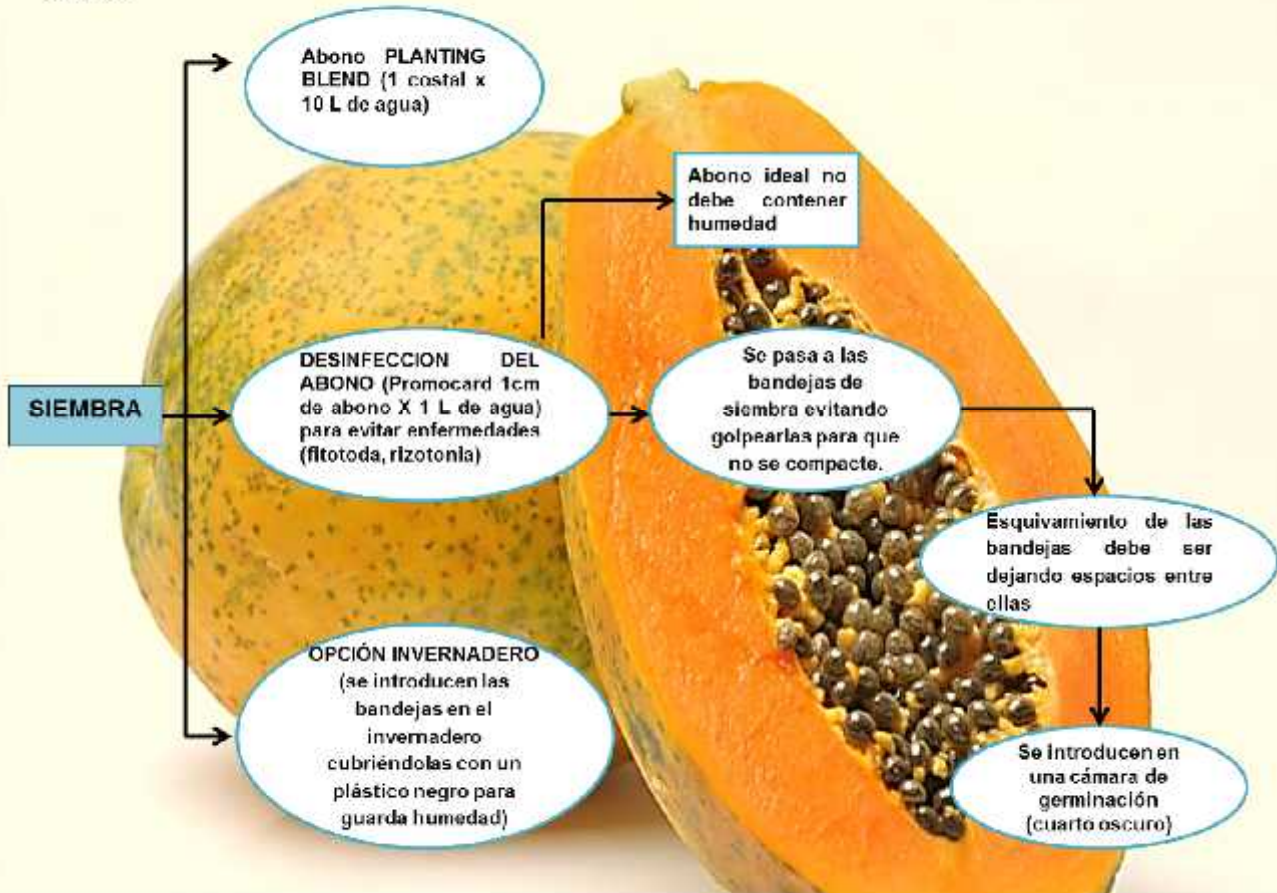 Abono PLANTING
BLEND (1 costal x
10 L de agua)
Abono ideal no
debe contener
humedad
SIEMBRA
DESINFECCION DEL
ABONO (Promocard 1cm
de abono X 1 L de agua)
para evitar enfermedades
(fitotoda, rizotonia)
Se pasa a las
bandejas de
siembra evitando
golpearlas para que
no se compacte.
Esquivamiento de las
bandejas debe ser
dejando espacios entre
ellas
OPCIÓN INVERNADERO
(se introducen las
bandejas en el
invernadero
cubriéndolas con un
plástico negro para
guarda humedad)
Se introducen en
una cámara de
germinación
(cuarto oscuro)